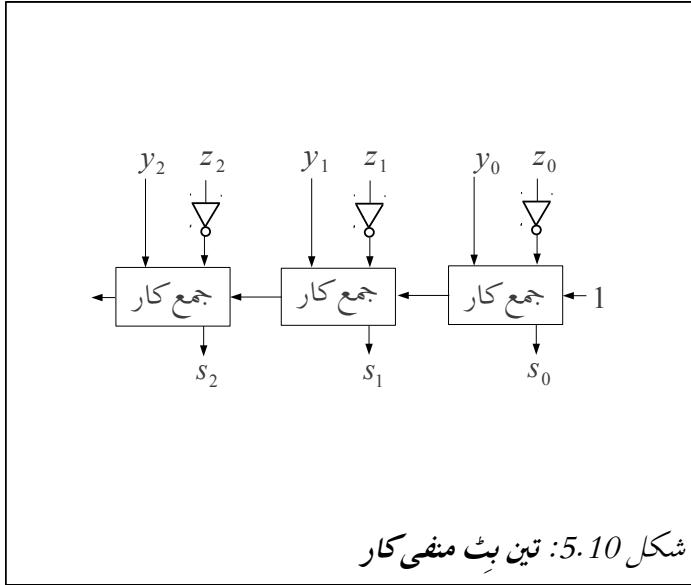 y₂ z₂ y₁ z₁ y₀ z₀
جمع کار جمع کار جمع کار 1
s₂ s₁ s₀
شکل 5.10: تین بِٹ منفی کار